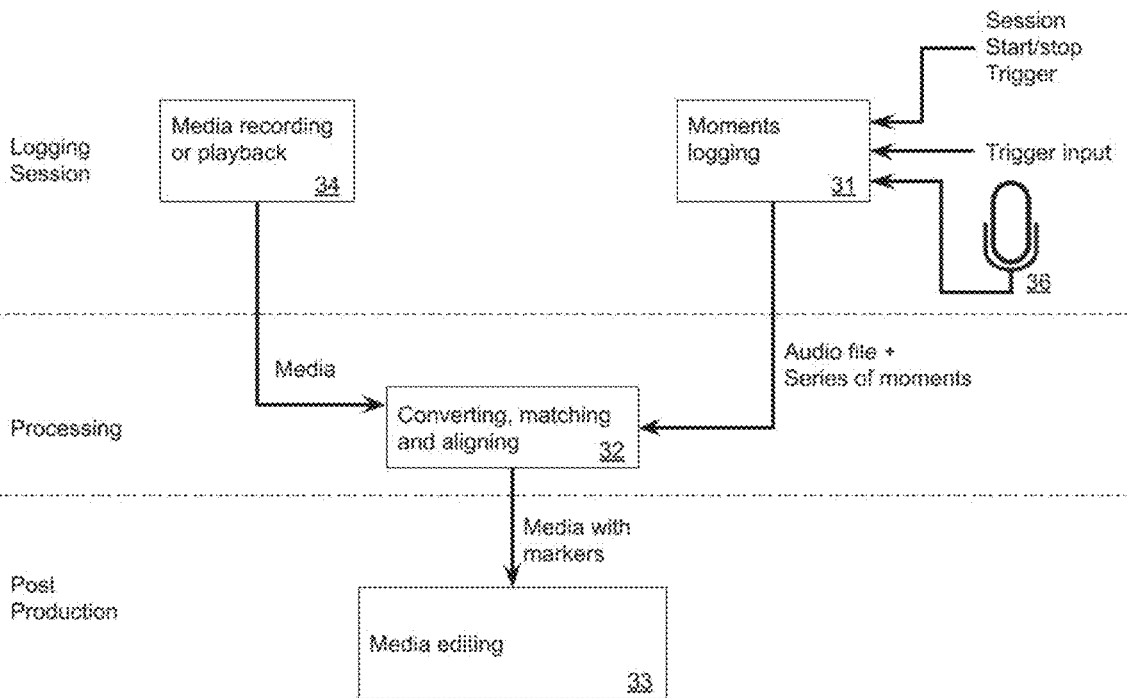 Session
Start/stop
Trigger
Logging
Session
Media recording
or playback
34
Moments
logging
31
Trigger input
36
Media
Audio file +
Series of moments
Processing
Converting, matching
and aligning
32
Media with
markers
Post
Production
Media editing
33